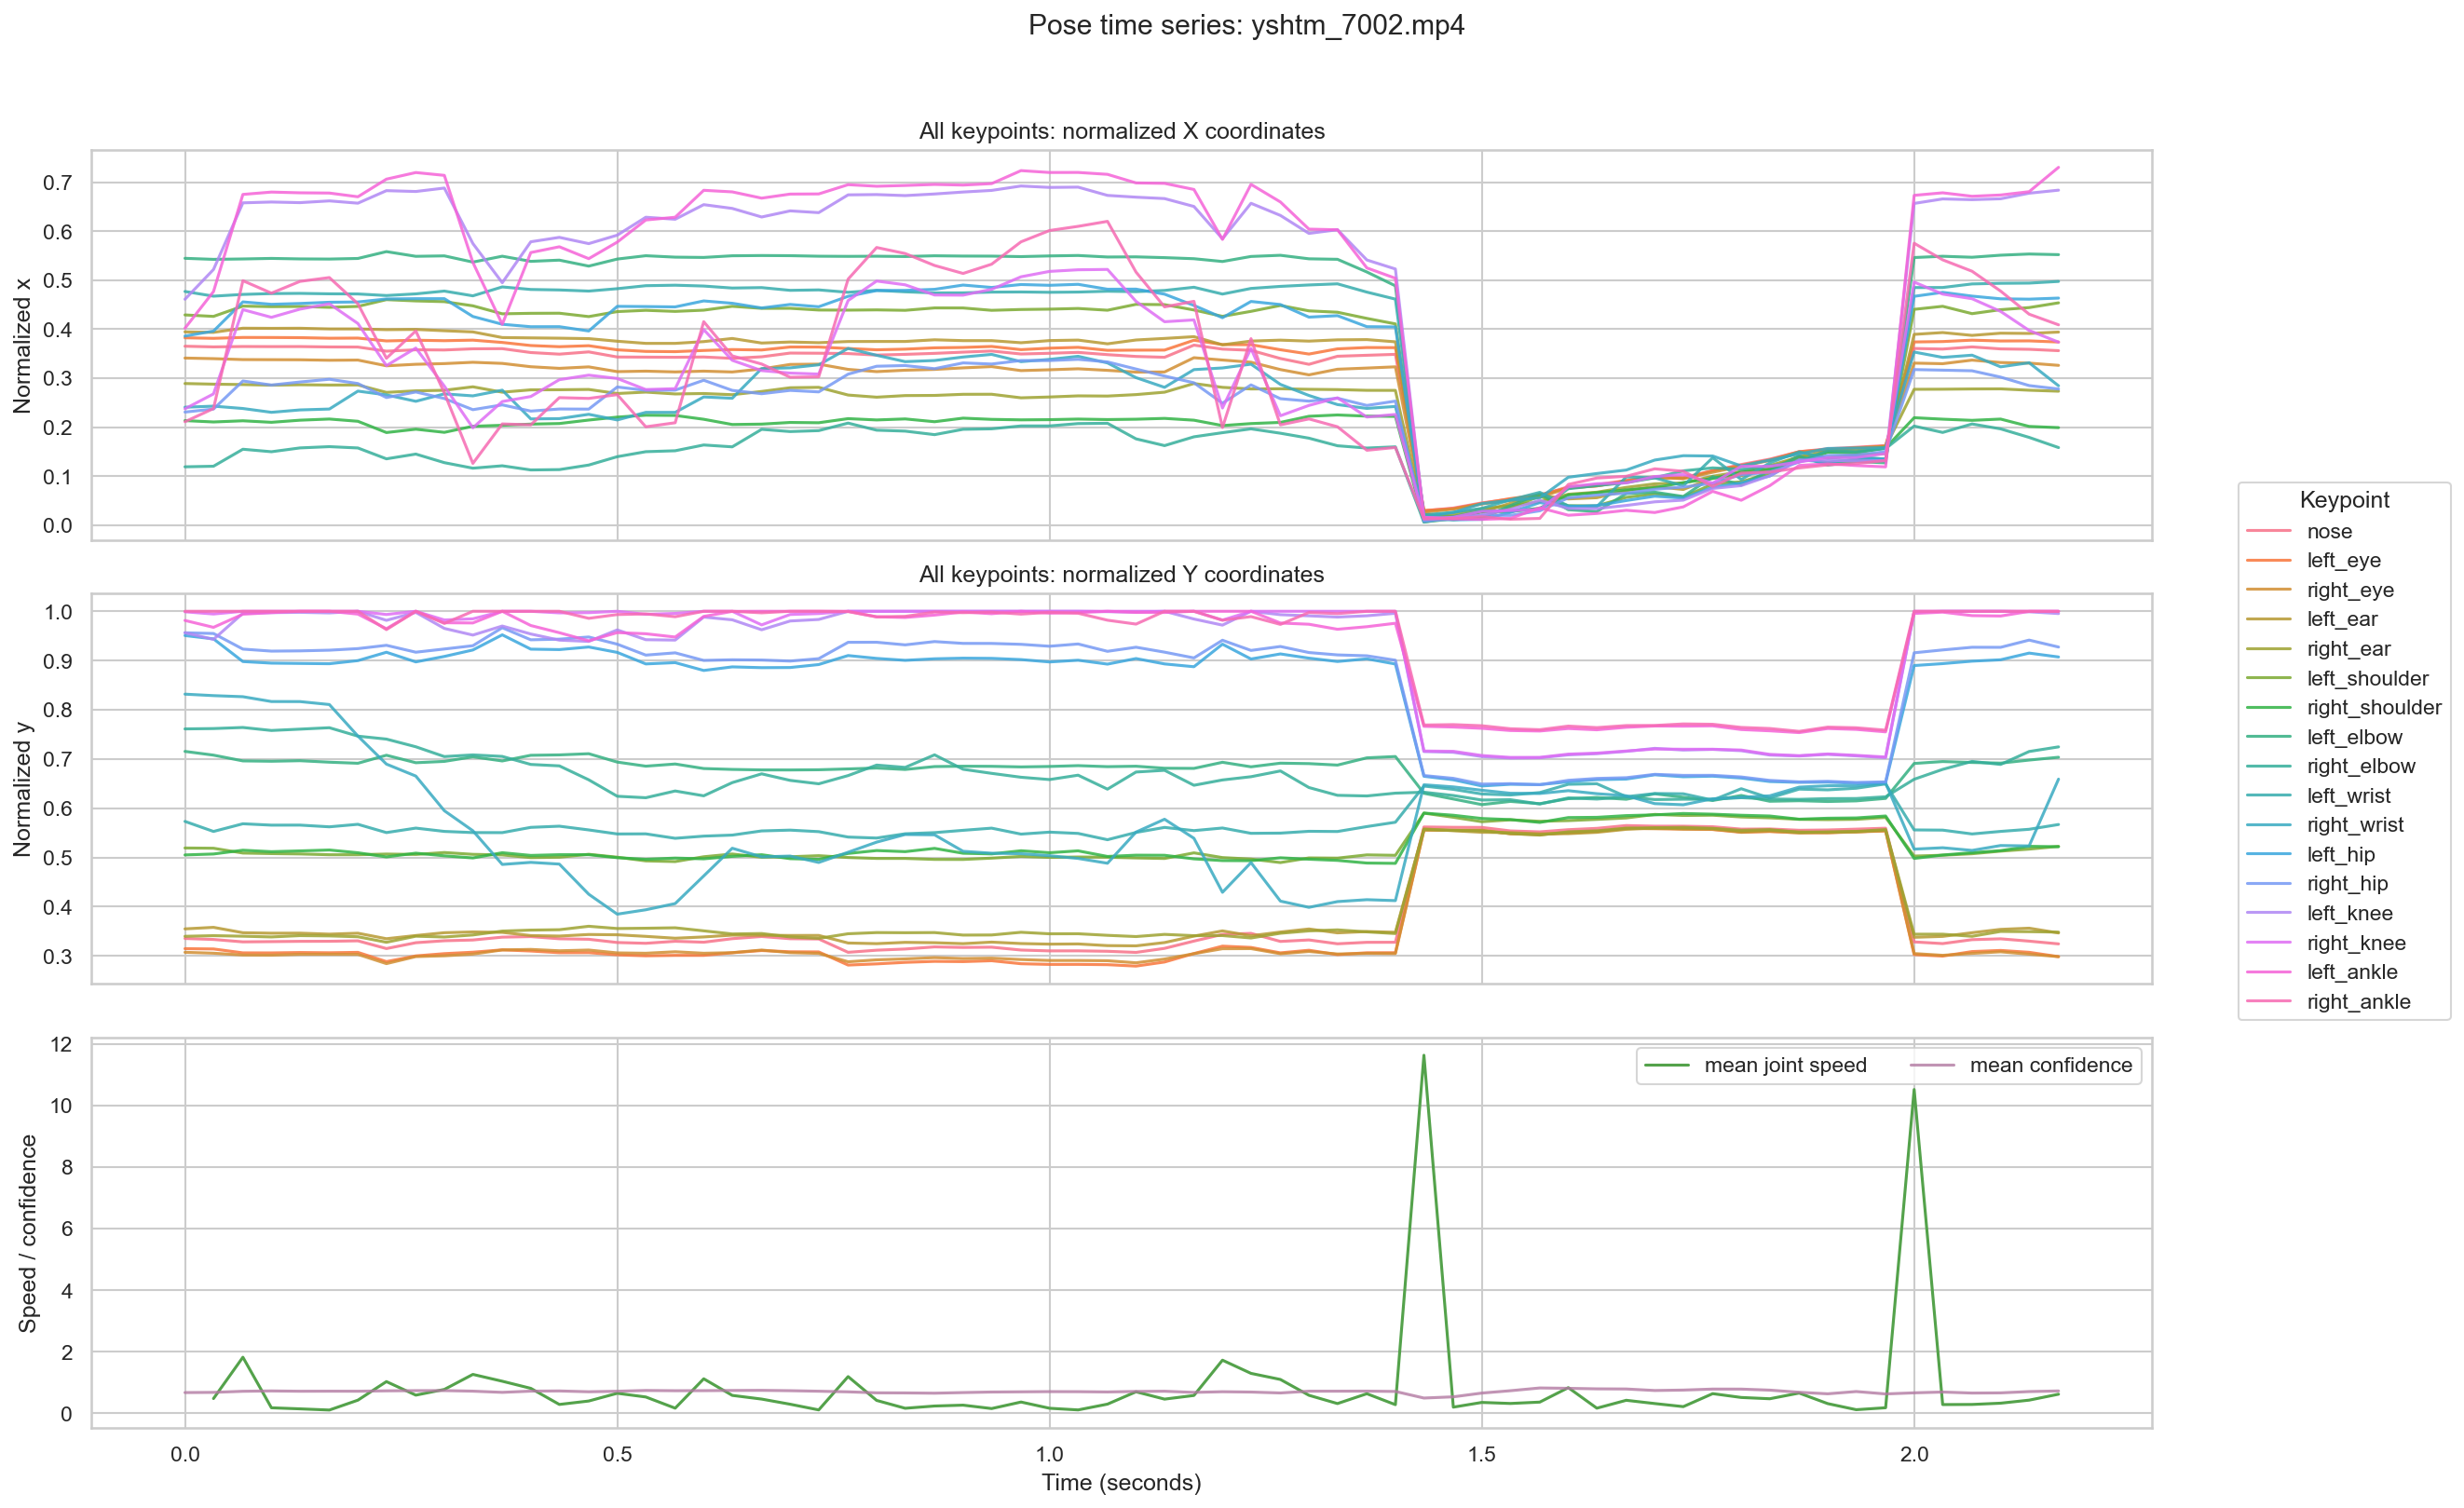 Pose time series: yshtm_7002.mp4
All keypoints: normalized X coordinates
Normalized x
0.7
0.6
0.5
0.4
0.3
0.2
0.1
0.0
All keypoints: normalized Y coordinates
Normalized y
1.0
0.9
0.8
0.7
0.6
0.5
0.4
0.3
Keypoint
nose
left_eye
right_eye
left_ear
right_ear
left_shoulder
right_shoulder
left_elbow
right_elbow
left_wrist
right_wrist
left_hip
right_hip
left_knee
right_knee
left_ankle
right_ankle
Speed / confidence
12
10
8
6
4
2
0
mean joint speed mean confidence
0.0 0.5 1.0 1.5 2.0
Time (seconds)